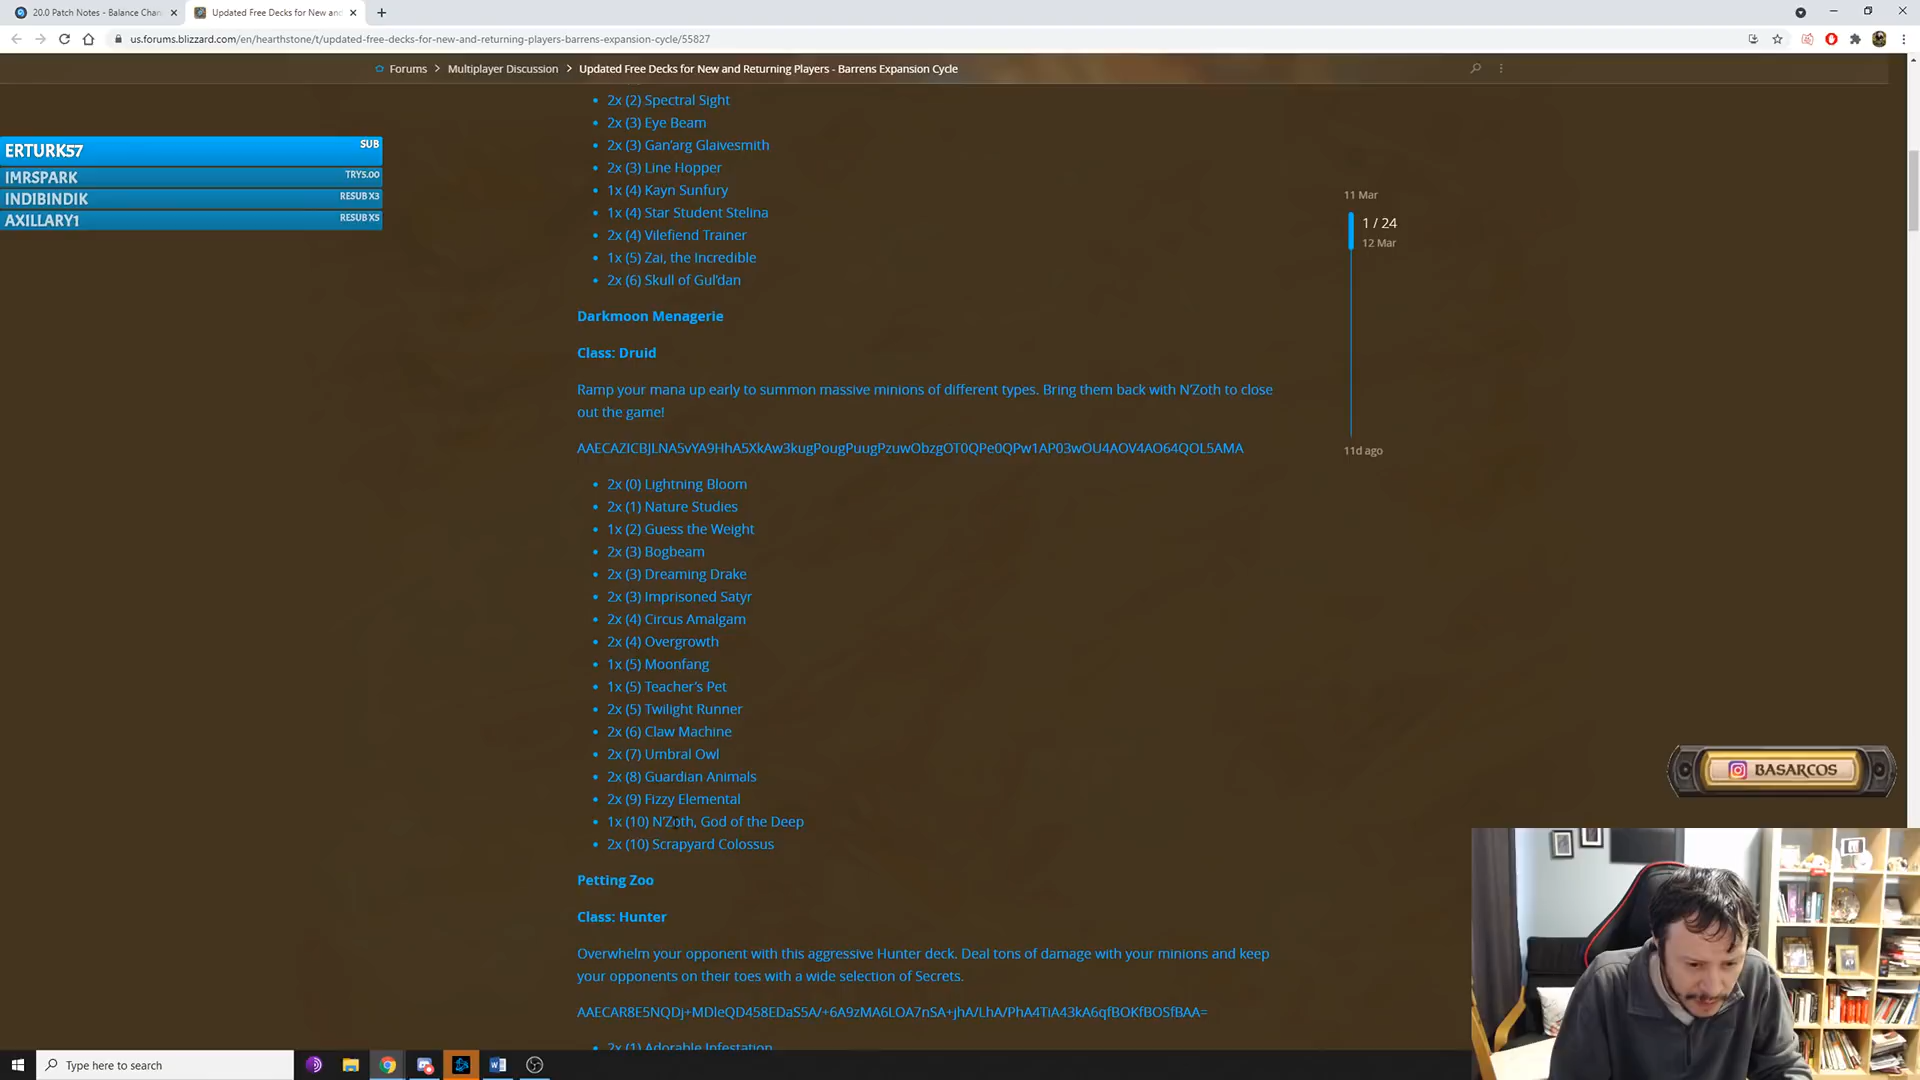 20.0 Patch Notes - Balance Chan
Updated Free Decks for New and
us.forums.blizzard.com/en/hearthstone/t/updated-free-decks-for-new-and-returning-players-barrens-expansion-cycle/55827
Forums > Multiplayer Discussion > Updated Free Decks for New and Returning Players - Barrens Expansion Cycle
ERTURK57 SUB
IMRSPARK TRY5.00
INDIBINDIK RESUB X3
AXILLARY1 RESUB X5
2x (2) Spectral Sight
2x (3) Eye Beam
2x (3) Gan'arg Glaivesmith
2x (3) Line Hopper
1x (4) Kayn Sunfury
1x (4) Star Student Stelina
2x (4) Vilefiend Trainer
1x (5) Zai, the Incredible
2x (6) Skull of Gul'dan
11 Mar
1 / 24
12 Mar
11d ago
Darkmoon Menagerie
Class: Druid
Ramp your mana up early to summon massive minions of different types. Bring them back with N'Zoth to close
out the game!
AAECAZICBJLNA5vYA9HhA5XkAw3kugPougPuugPzuwObzgOT0QPe0QPw1AP03wOU4AOV4AO64QOL5AMA
2x (0) Lightning Bloom
2x (1) Nature Studies
1x (2) Guess the Weight
2x (3) Bogbeam
2x (3) Dreaming Drake
2x (3) Imprisoned Satyr
2x (4) Circus Amalgam
2x (4) Overgrowth
1x (5) Moonfang
1x (5) Teacher's Pet
2x (5) Twilight Runner
2x (6) Claw Machine
2x (7) Umbral Owl
2x (8) Guardian Animals
2x (9) Fizzy Elemental
1x (10) N'Zoth, God of the Deep
2x (10) Scrapyard Colossus
BASARCOS
Petting Zoo
Class: Hunter
Overwhelm your opponent with this aggressive Hunter deck. Deal tons of damage with your minions and keep
your opponents on their toes with a wide selection of Secrets.
AAECAR8E5NQDj+MDleQD458EDaS5A/+6A9zMA6LOA7nSA+jhA/LhA/PhA4TiA43kA6qfBOKfBOSfBAA=
2x (1) Adorable Infestation
Type here to search